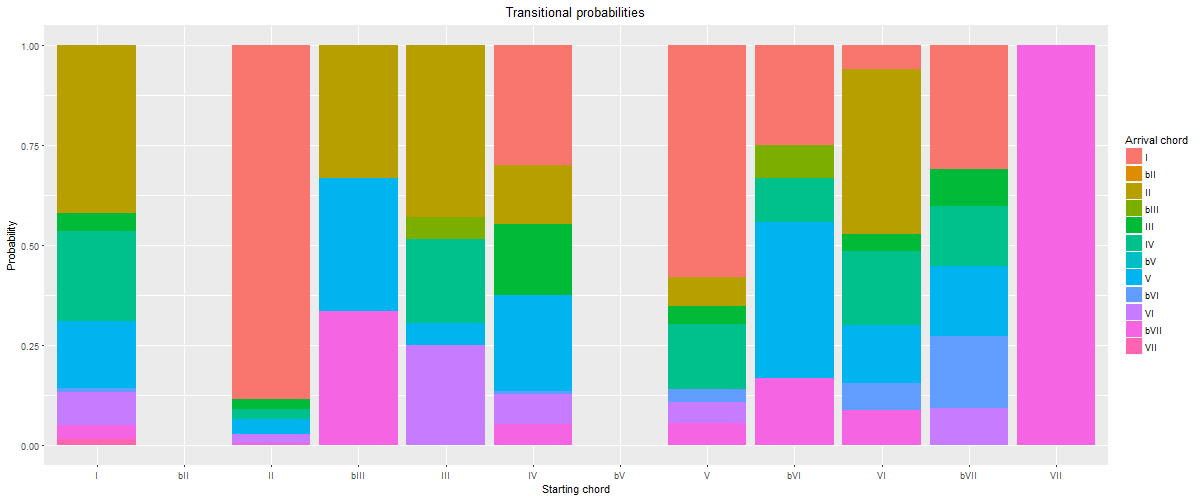 Transitional probabilities
1.00
0.75
0.50
0.25
0.00
Probability
I bII II bIII III IV bV V bVI VI bVII VII
Starting chord
Arrival chord
I
bII
II
bIII
III
IV
bV
V
bVI
VI
bVII
VII